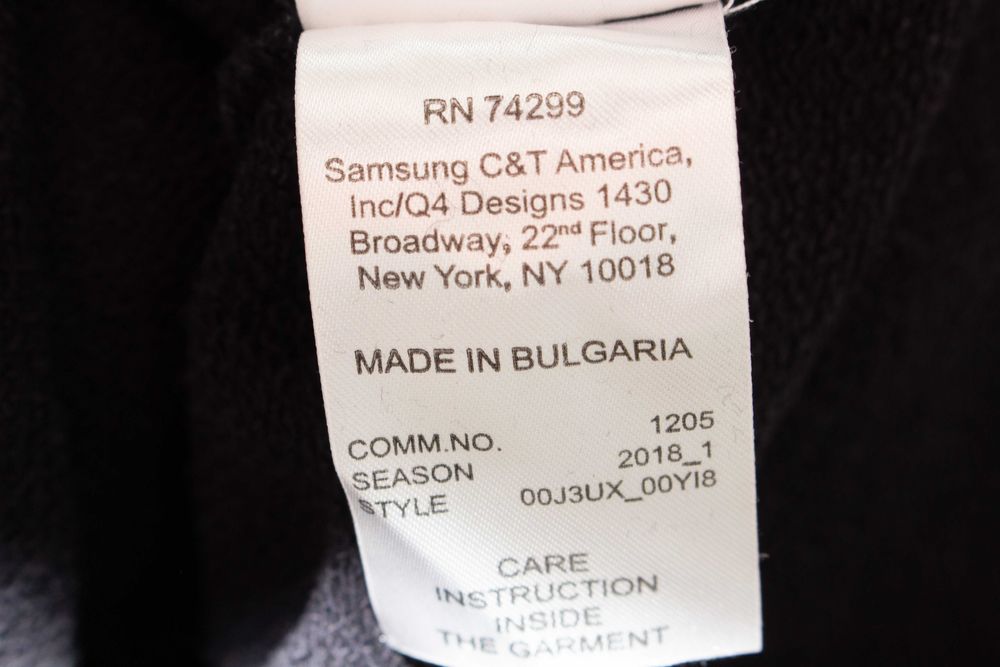 RN 74299
Samsung C&T America,
Inc/Q4 Designs 1430
Broadway, 22nd Floor,
New York, NY 10018
MADE IN BULGARIA
COMM.NO. 1205
SEASON 2018_1
STYLE 00J3UX_00YI8
CARE
INSTRUCTION
INSIDE
THE GARMENT